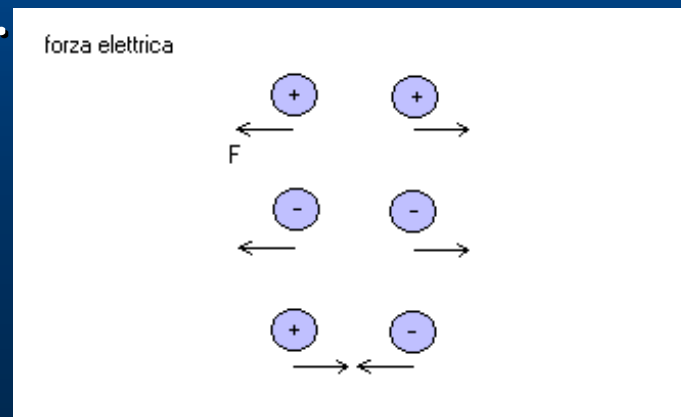 forza elettrica
+ +
F
- -
+ -